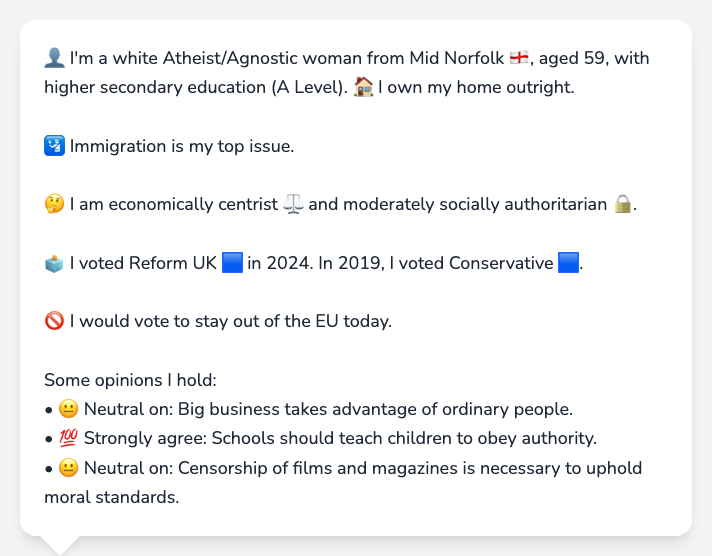 👤 I'm a white Atheist/Agnostic woman from Mid Norfolk 🏴󠁧󠁢󠁥󠁮󠁧󠁿, aged 59, with
higher secondary education (A Level). 🏠 I own my home outright.
🛂 Immigration is my top issue.
🤔 I am economically centrist ⚖️ and moderately socially authoritarian 🔒.
🗳️ I voted Reform UK 🟦 in 2024. In 2019, I voted Conservative 🟦.
🚫 I would vote to stay out of the EU today.
Some opinions I hold:
• 😐 Neutral on: Big business takes advantage of ordinary people.
• 💯 Strongly agree: Schools should teach children to obey authority.
• 😐 Neutral on: Censorship of films and magazines is necessary to uphold
moral standards.